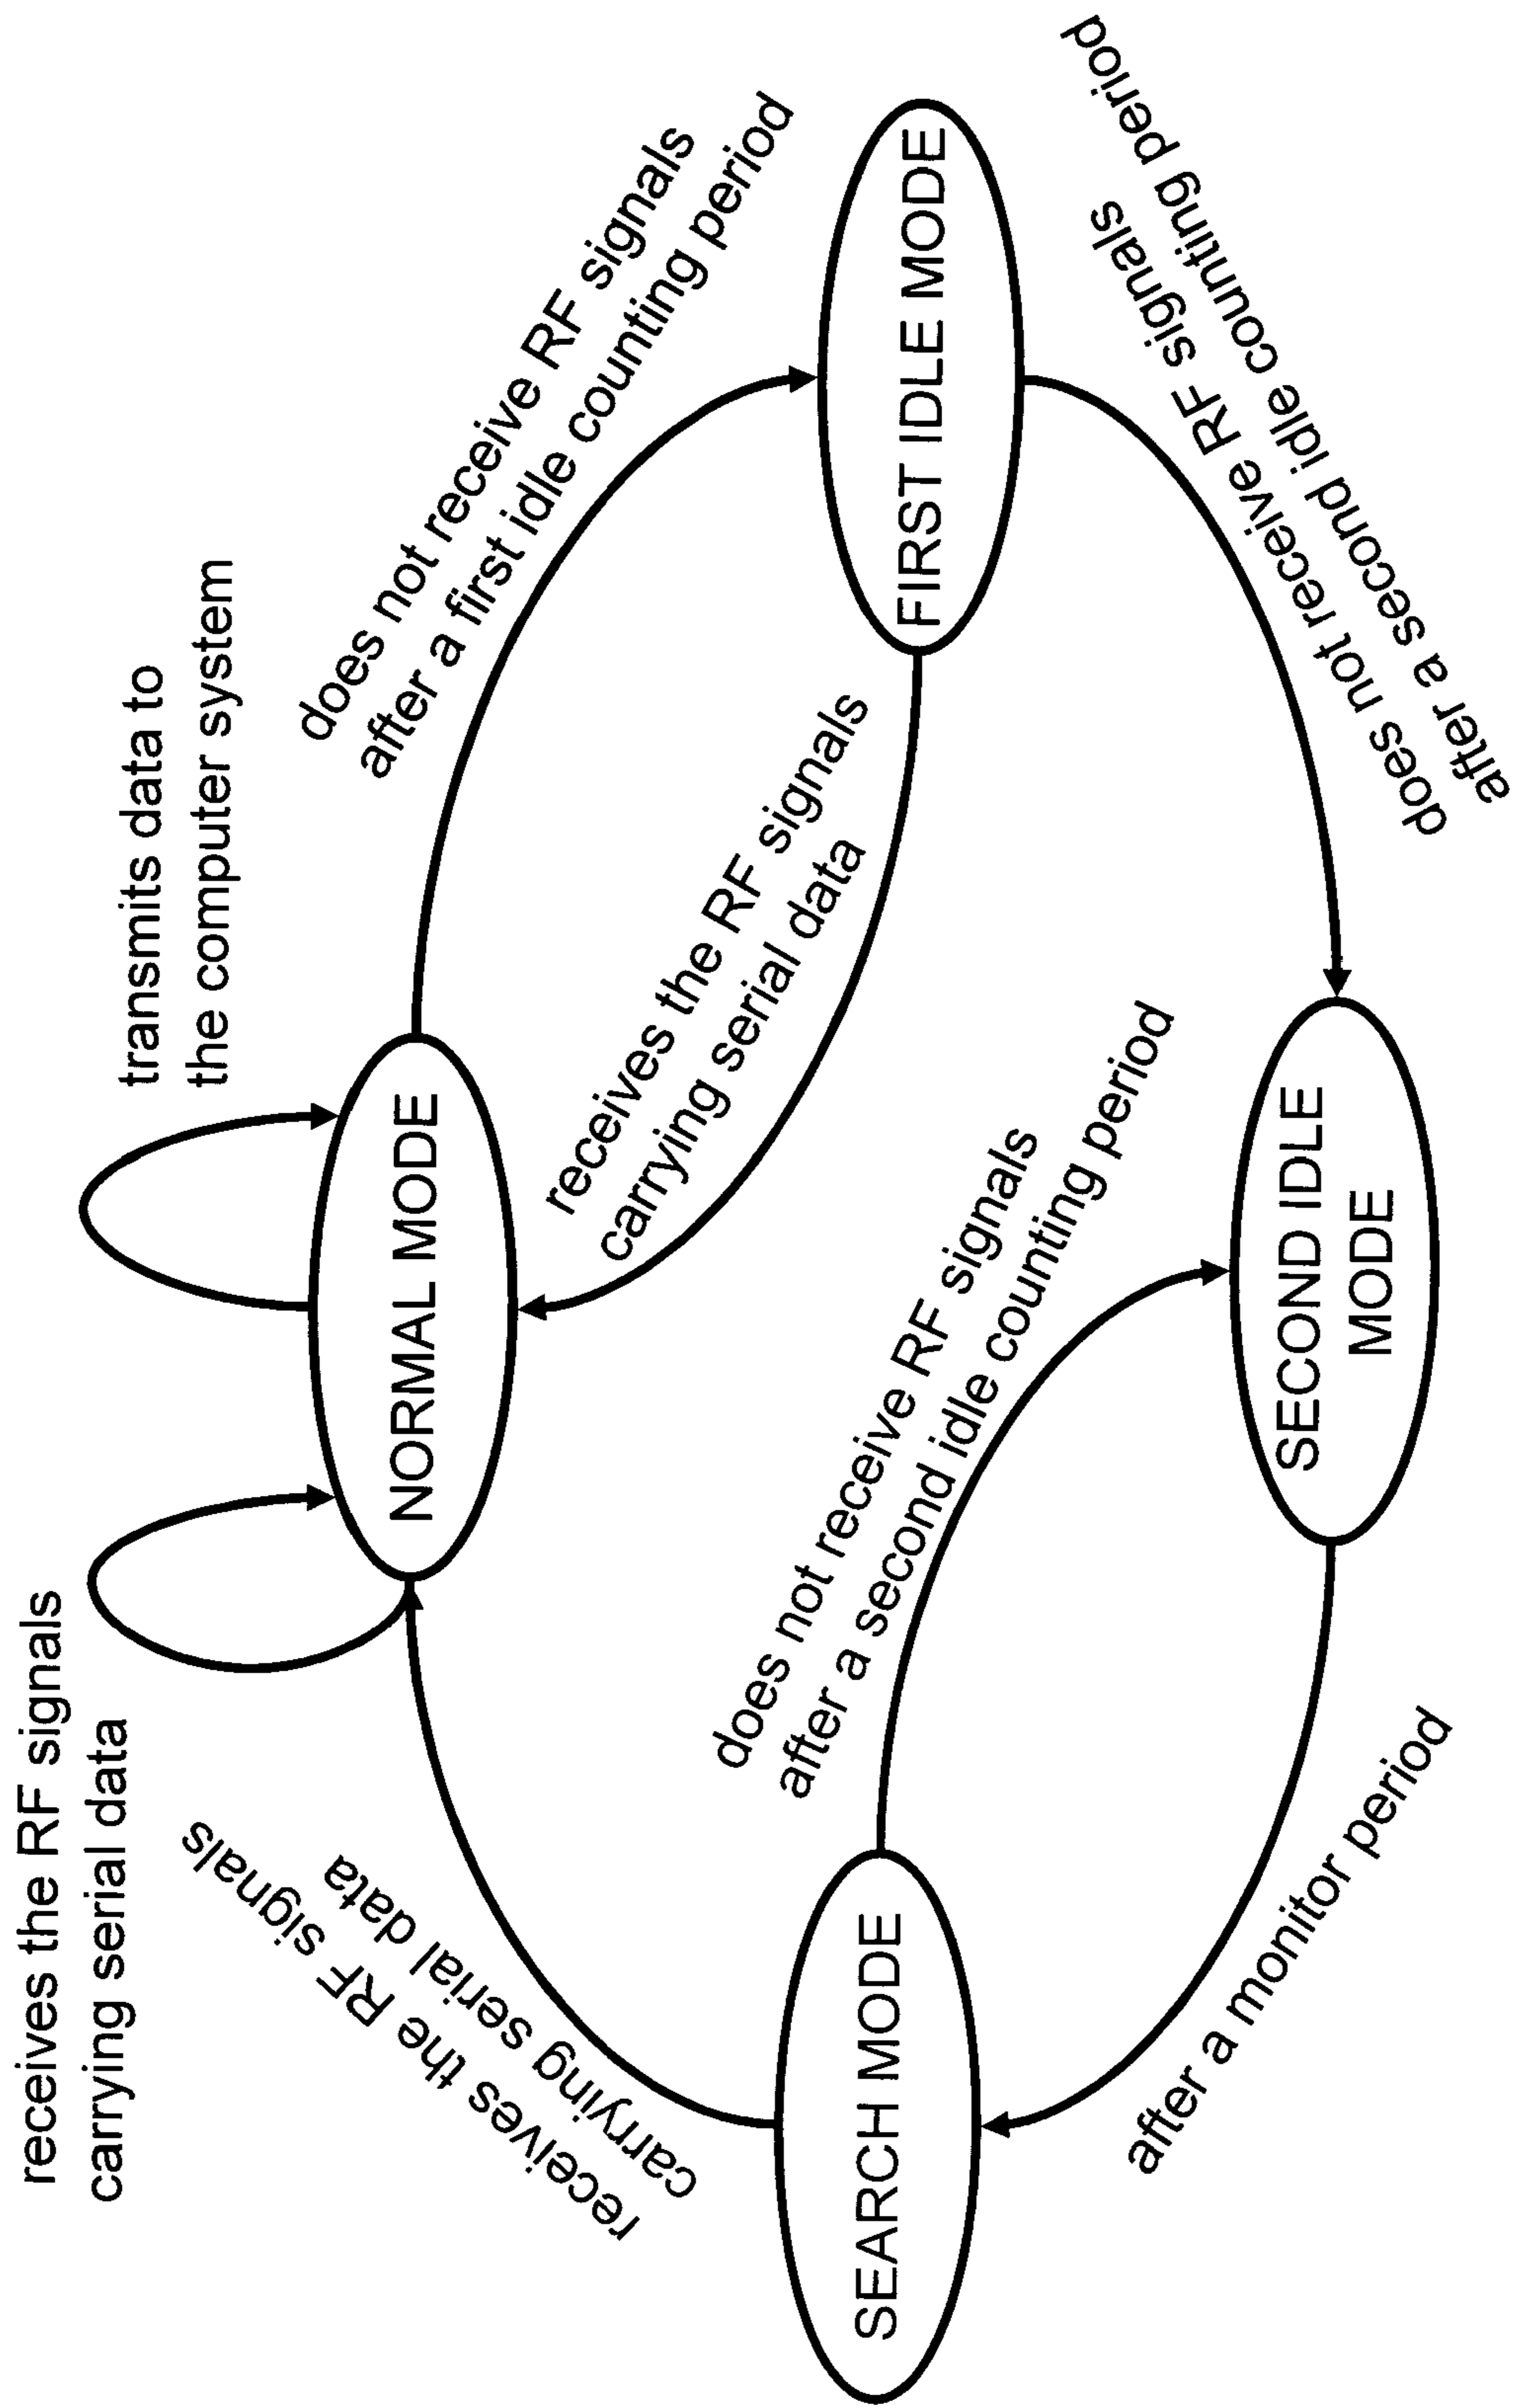 receives the RF signals
carrying serial data
transmits data to
the computer system
receives the RF signals
carrying serial data
NORMAL MODE
does not receive RF signals
after a first idle counting period
receives the RF signals
carrying serial data
SEARCH MODE
does not receive RF signals
after a second idle counting period
FIRST IDLE MODE
after a monitor period
SECOND IDLE
MODE
does not receive RF signals
after a second idle counting period